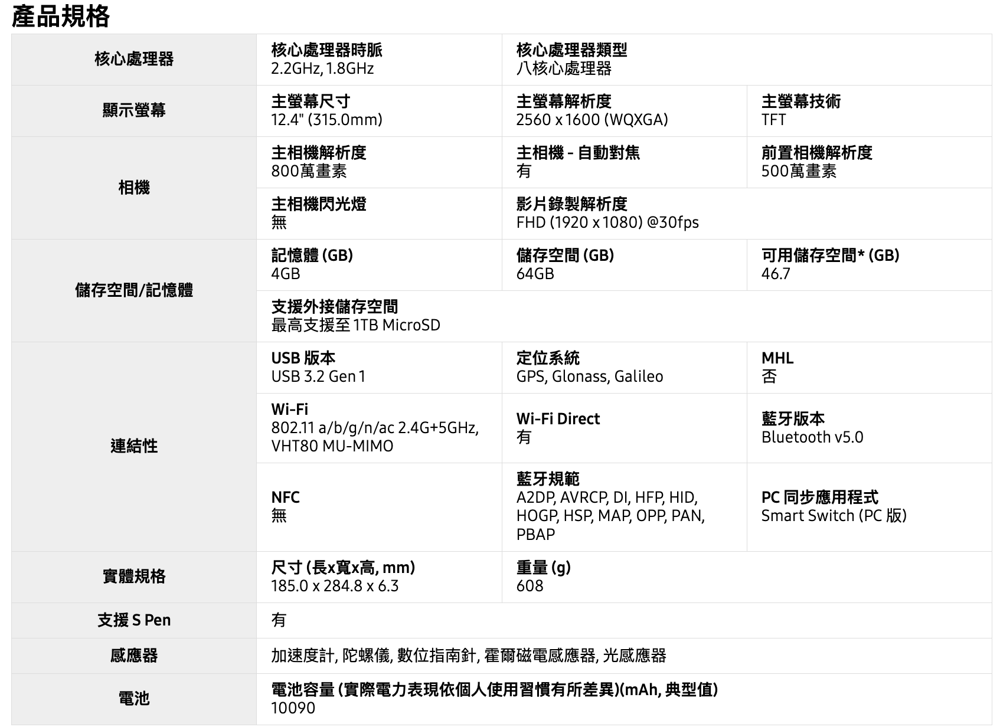 產品規格
核心處理器
核心處理器時脈
2.2GHz, 1.8GHz
核心處理器類型
八核心處理器
顯示螢幕
主螢幕尺寸
12.4" (315.0mm)
主螢幕解析度
2560 x 1600 (WQXGA)
主螢幕技術
TFT
相機
主相機解析度
800萬畫素
主相機 - 自動對焦
有
前置相機解析度
500萬畫素
主相機閃光燈
無
影片錄製解析度
FHD (1920 x 1080) @30fps
儲存空間/記憶體
記憶體 (GB)
4GB
儲存空間 (GB)
64GB
可用儲存空間* (GB)
46.7
支援外接儲存空間
最高支援至 1TB MicroSD
連結性
USB 版本
USB 3.2 Gen 1
定位系統
GPS, Glonass, Galileo
MHL
否
Wi-Fi
802.11 a/b/g/n/ac 2.4G+5GHz,
VHT80 MU-MIMO
Wi-Fi Direct
有
藍牙版本
Bluetooth v5.0
NFC
無
藍牙規範
A2DP, AVRCP, DI, HFP, HID,
HOGP, HSP, MAP, OPP, PAN,
PBAP
PC 同步應用程式
Smart Switch (PC 版)
實體規格
尺寸 (長x寬x高, mm)
185.0 x 284.8 x 6.3
重量 (g)
608
支援 S Pen
有
感應器
加速度計, 陀螺儀, 數位指南針, 霍爾磁電感應器, 光感應器
電池
電池容量 (實際電力表現依個人使用習慣有所差異)(mAh, 典型值)
10090